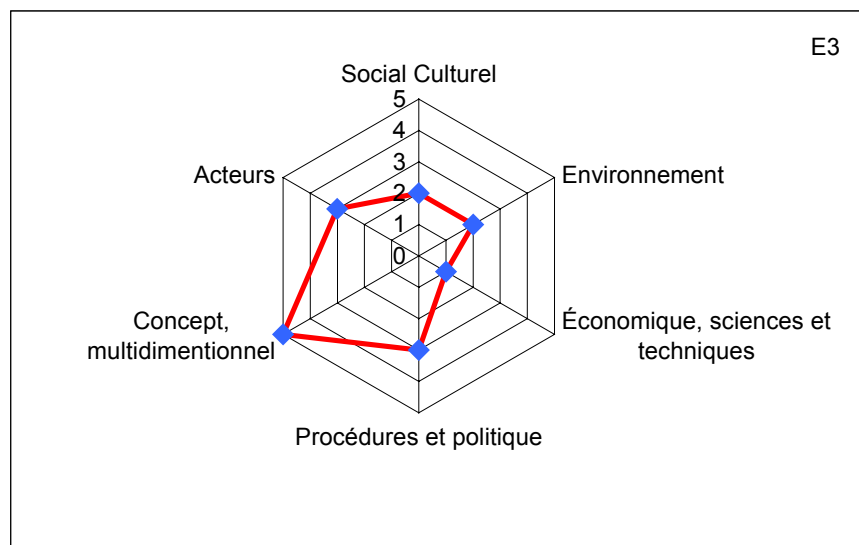 E3
Social Culturel
5
4
3
2
1
0
Acteurs
Environnement
Concept,
multidimentionnel
Économique, sciences et
techniques
Procédures et politique